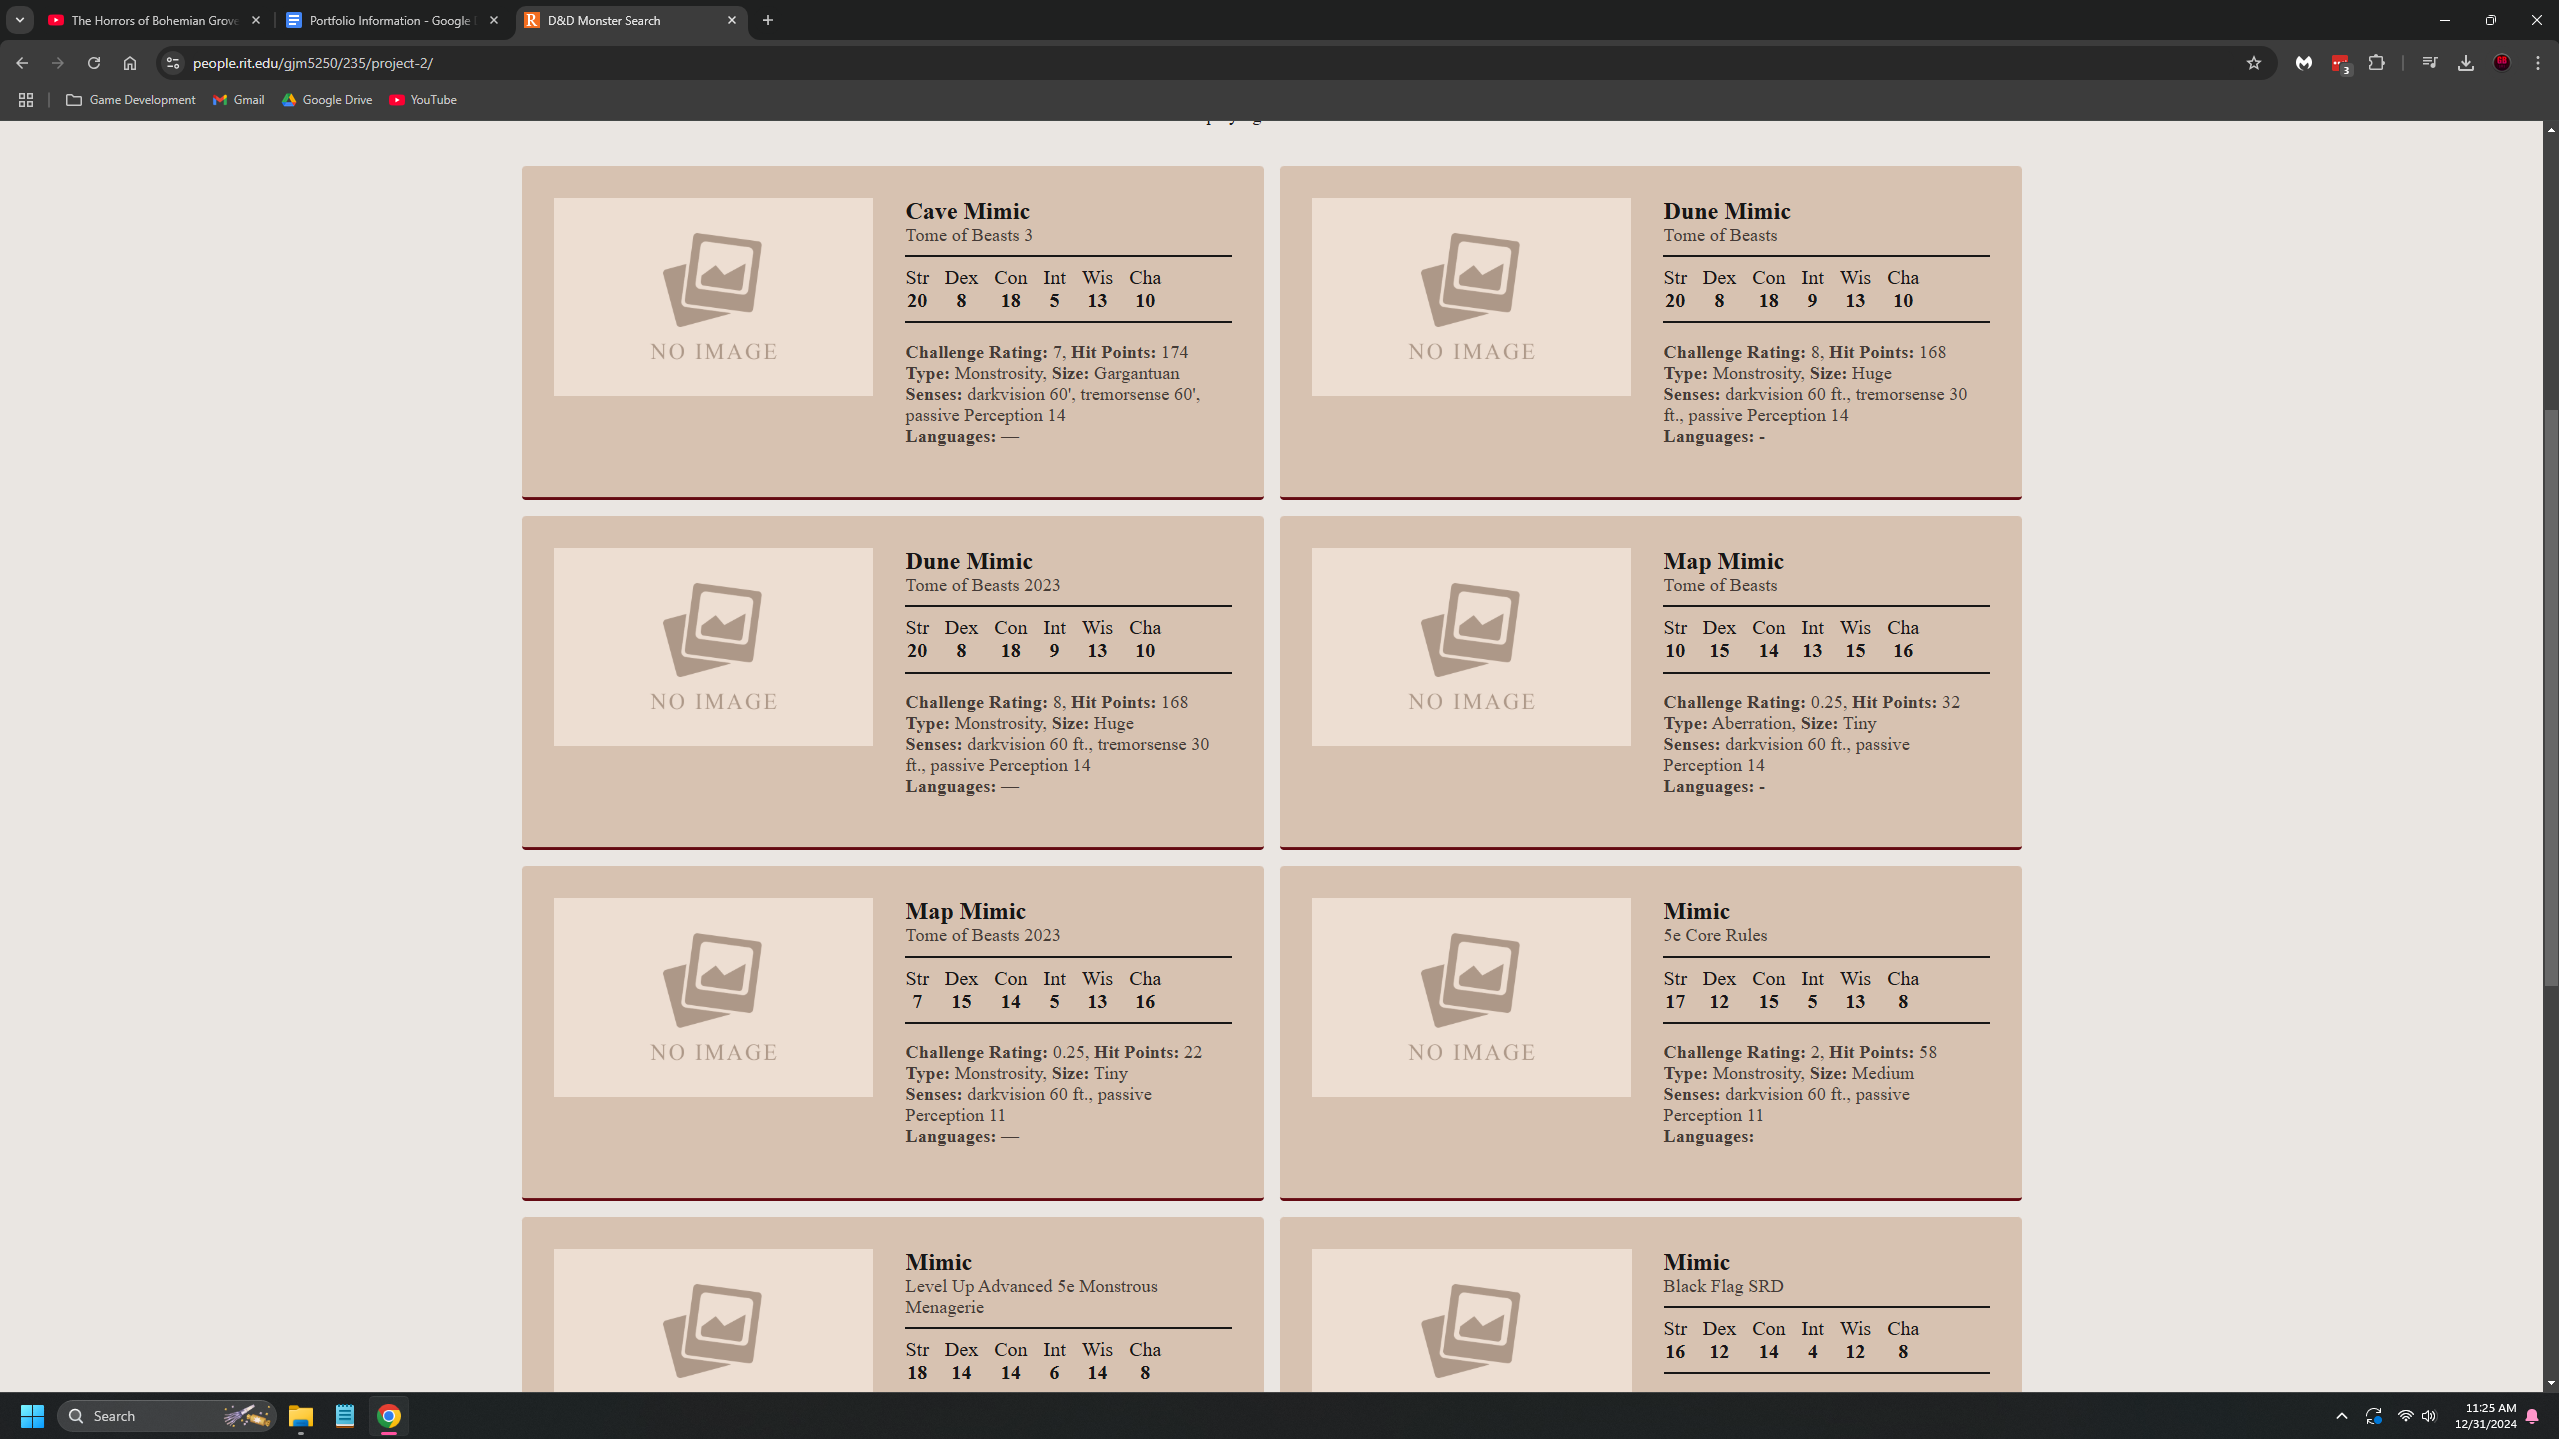 The Horrors of Bohemian Grove
Portfolio Information - Google
D&D Monster Search
people.rit.edu/gjm5250/235/project-2/
3
Game Development
Gmail
Google Drive
YouTube
Cave Mimic
Tome of Beasts 3
Str Dex Con Int Wis Cha
20 8 18 5 13 10
NO IMAGE
Challenge Rating: 7, Hit Points: 174
Type: Monstrosity, Size: Gargantuan
Senses: darkvision 60', tremorsense 60',
passive Perception 14
Languages: —
Dune Mimic
Tome of Beasts
Str Dex Con Int Wis Cha
20 8 18 9 13 10
NO IMAGE
Challenge Rating: 8, Hit Points: 168
Type: Monstrosity, Size: Huge
Senses: darkvision 60 ft., tremorsense 30
ft., passive Perception 14
Languages: -
Dune Mimic
Tome of Beasts 2023
Str Dex Con Int Wis Cha
20 8 18 9 13 10
NO IMAGE
Challenge Rating: 8, Hit Points: 168
Type: Monstrosity, Size: Huge
Senses: darkvision 60 ft., tremorsense 30
ft., passive Perception 14
Languages: —
Map Mimic
Tome of Beasts
Str Dex Con Int Wis Cha
10 15 14 13 15 16
NO IMAGE
Challenge Rating: 0.25, Hit Points: 32
Type: Aberration, Size: Tiny
Senses: darkvision 60 ft., passive
Perception 14
Languages: -
Map Mimic
Tome of Beasts 2023
Str Dex Con Int Wis Cha
7 15 14 5 13 16
NO IMAGE
Challenge Rating: 0.25, Hit Points: 22
Type: Monstrosity, Size: Tiny
Senses: darkvision 60 ft., passive
Perception 11
Languages: —
Mimic
5e Core Rules
Str Dex Con Int Wis Cha
17 12 15 5 13 8
NO IMAGE
Challenge Rating: 2, Hit Points: 58
Type: Monstrosity, Size: Medium
Senses: darkvision 60 ft., passive
Perception 11
Languages:
Mimic
Level Up Advanced 5e Monstrous
Menagerie
Str Dex Con Int Wis Cha
18 14 14 6 14 8
Mimic
Black Flag SRD
Str Dex Con Int Wis Cha
16 12 14 4 12 8
Search
11:25 AM
12/31/2024